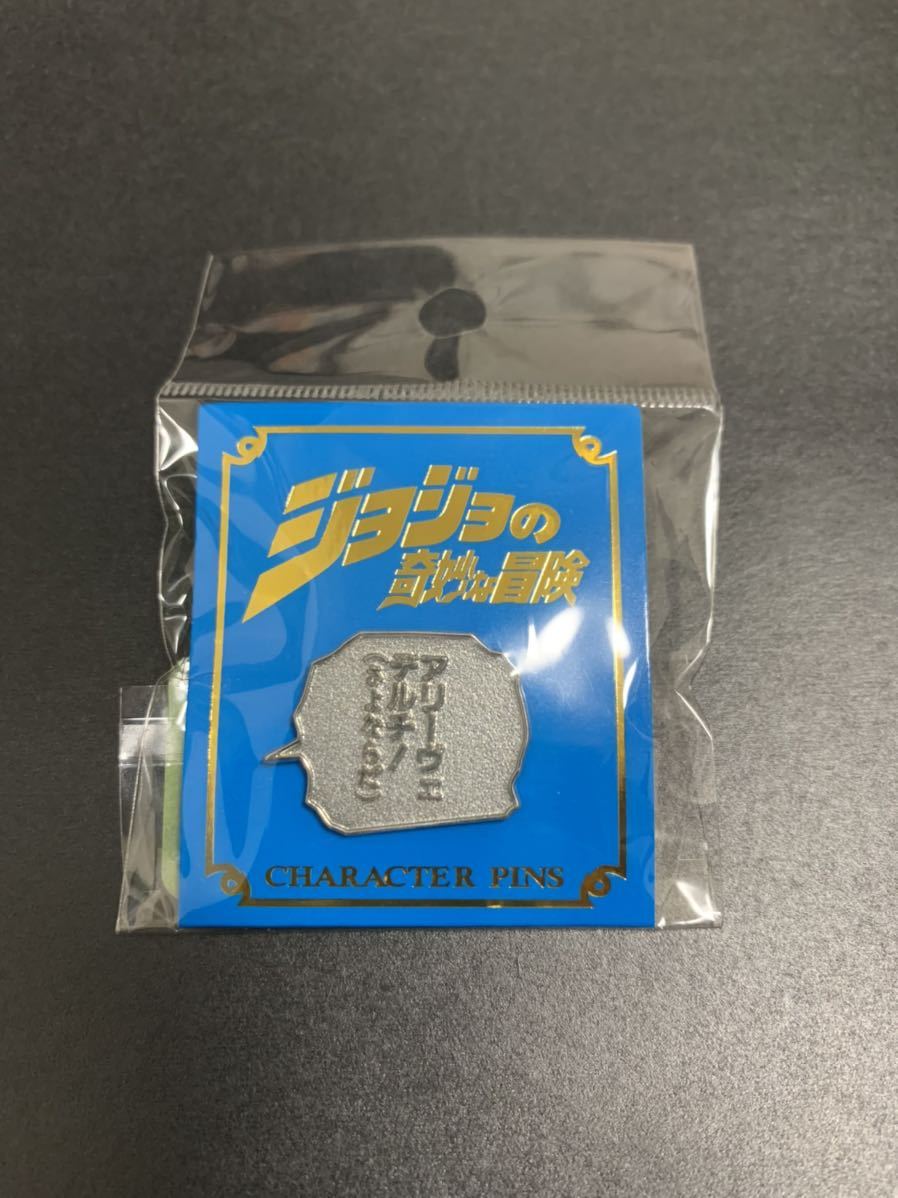 ジョジョの
奇妙な冒険
アリーヴェ
デルチ！
（さよならだ）
CHARACTER PINS